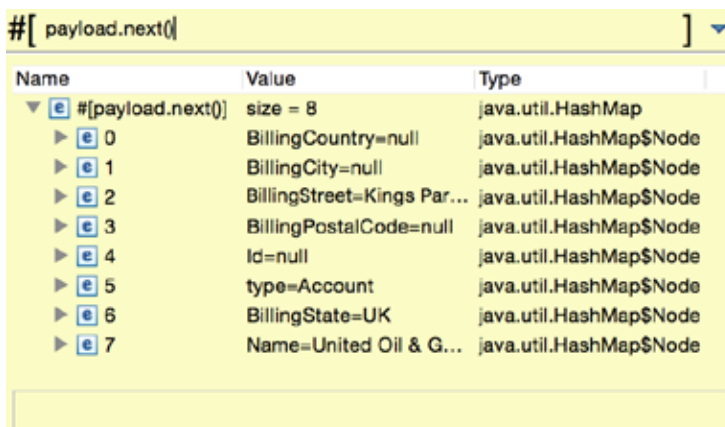 #[ payload.next() ]
Name Value Type
e #[payload.next()] size = 8 java.util.HashMap
e 0 BillingCountry=null java.util.HashMap$Node
e 1 BillingCity=null java.util.HashMap$Node
e 2 BillingStreet=Kings Par... java.util.HashMap$Node
e 3 BillingPostalCode=null java.util.HashMap$Node
e 4 Id=null java.util.HashMap$Node
e 5 type=Account java.util.HashMap$Node
e 6 BillingState=UK java.util.HashMap$Node
e 7 Name=United Oil & G... java.util.HashMap$Node